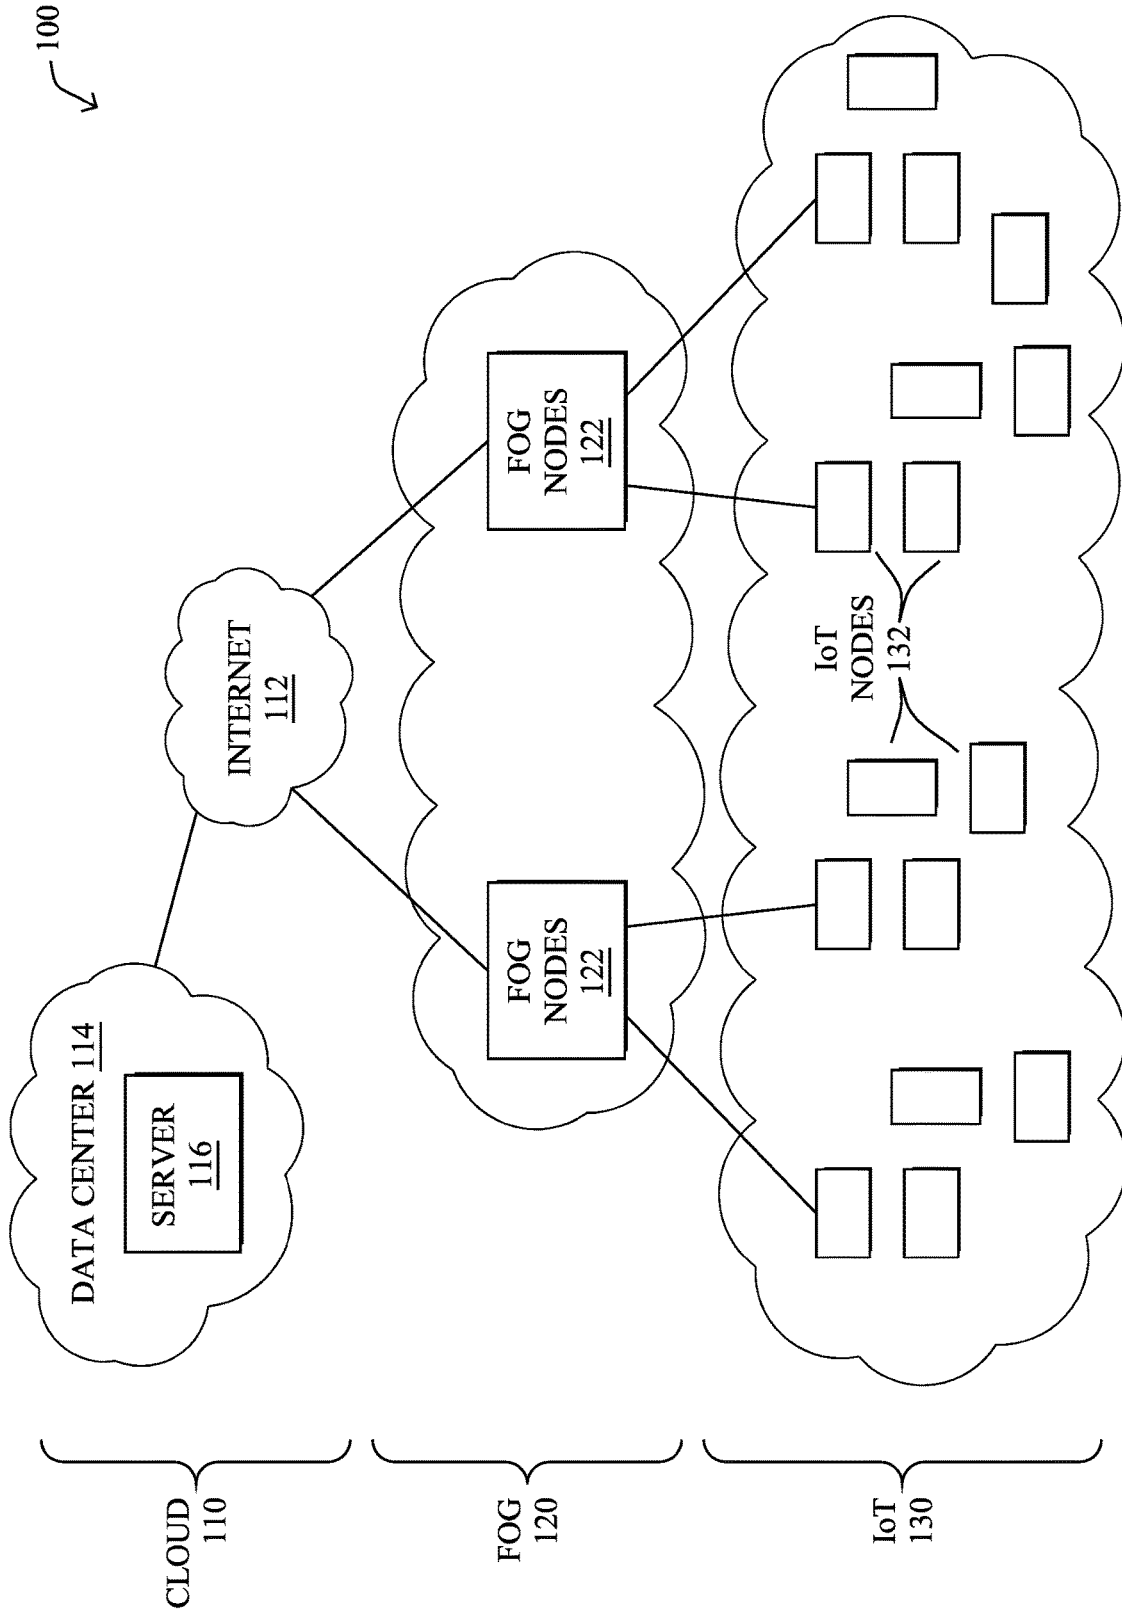 100
CLOUD
110
DATA CENTER 114
SERVER
116
INTERNET
112
FOG
120
FOG
NODES
122
FOG
NODES
122
IoT
130
IoT
NODES
132